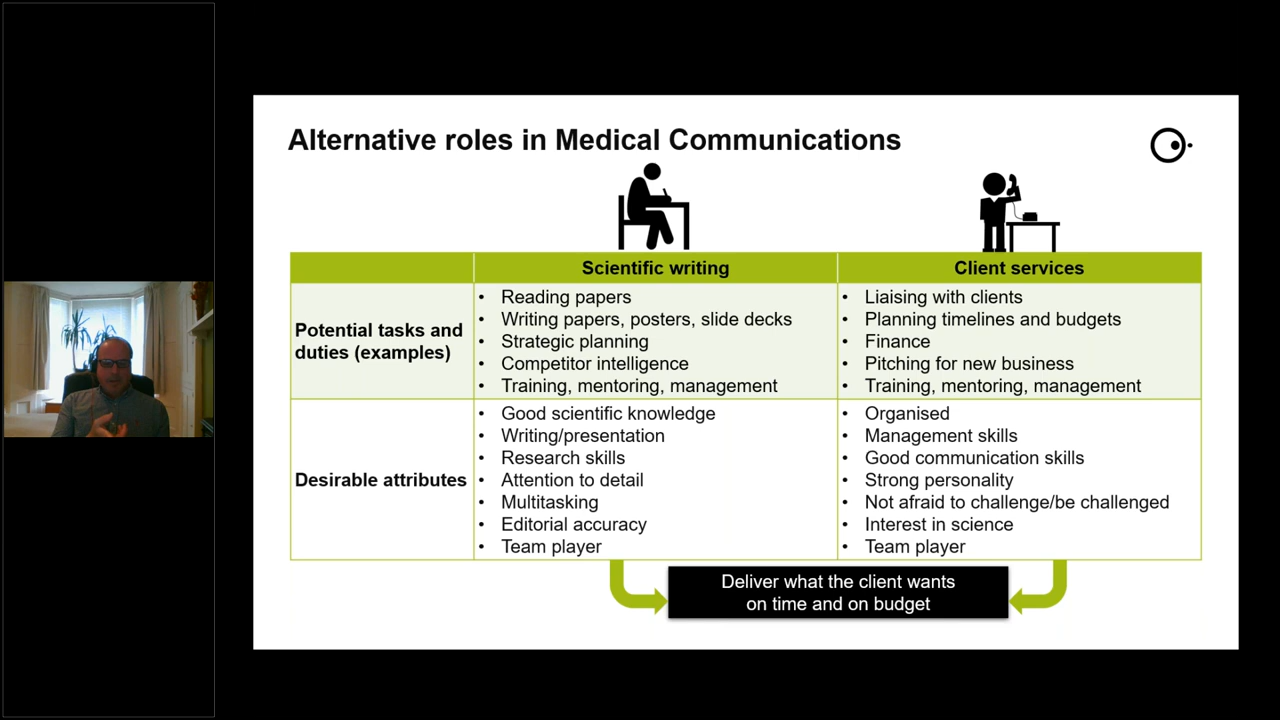 Alternative roles in Medical Communications
Scientific writing
Client services
Potential tasks and
duties (examples)
• Reading papers
• Writing papers, posters, slide decks
• Strategic planning
• Competitor intelligence
• Training, mentoring, management
• Liaising with clients
• Planning timelines and budgets
• Finance
• Pitching for new business
• Training, mentoring, management
Desirable attributes
• Good scientific knowledge
• Writing/presentation
• Research skills
• Attention to detail
• Multitasking
• Editorial accuracy
• Team player
• Organised
• Management skills
• Good communication skills
• Strong personality
• Not afraid to challenge/be challenged
• Interest in science
• Team player
Deliver what the client wants
on time and on budget